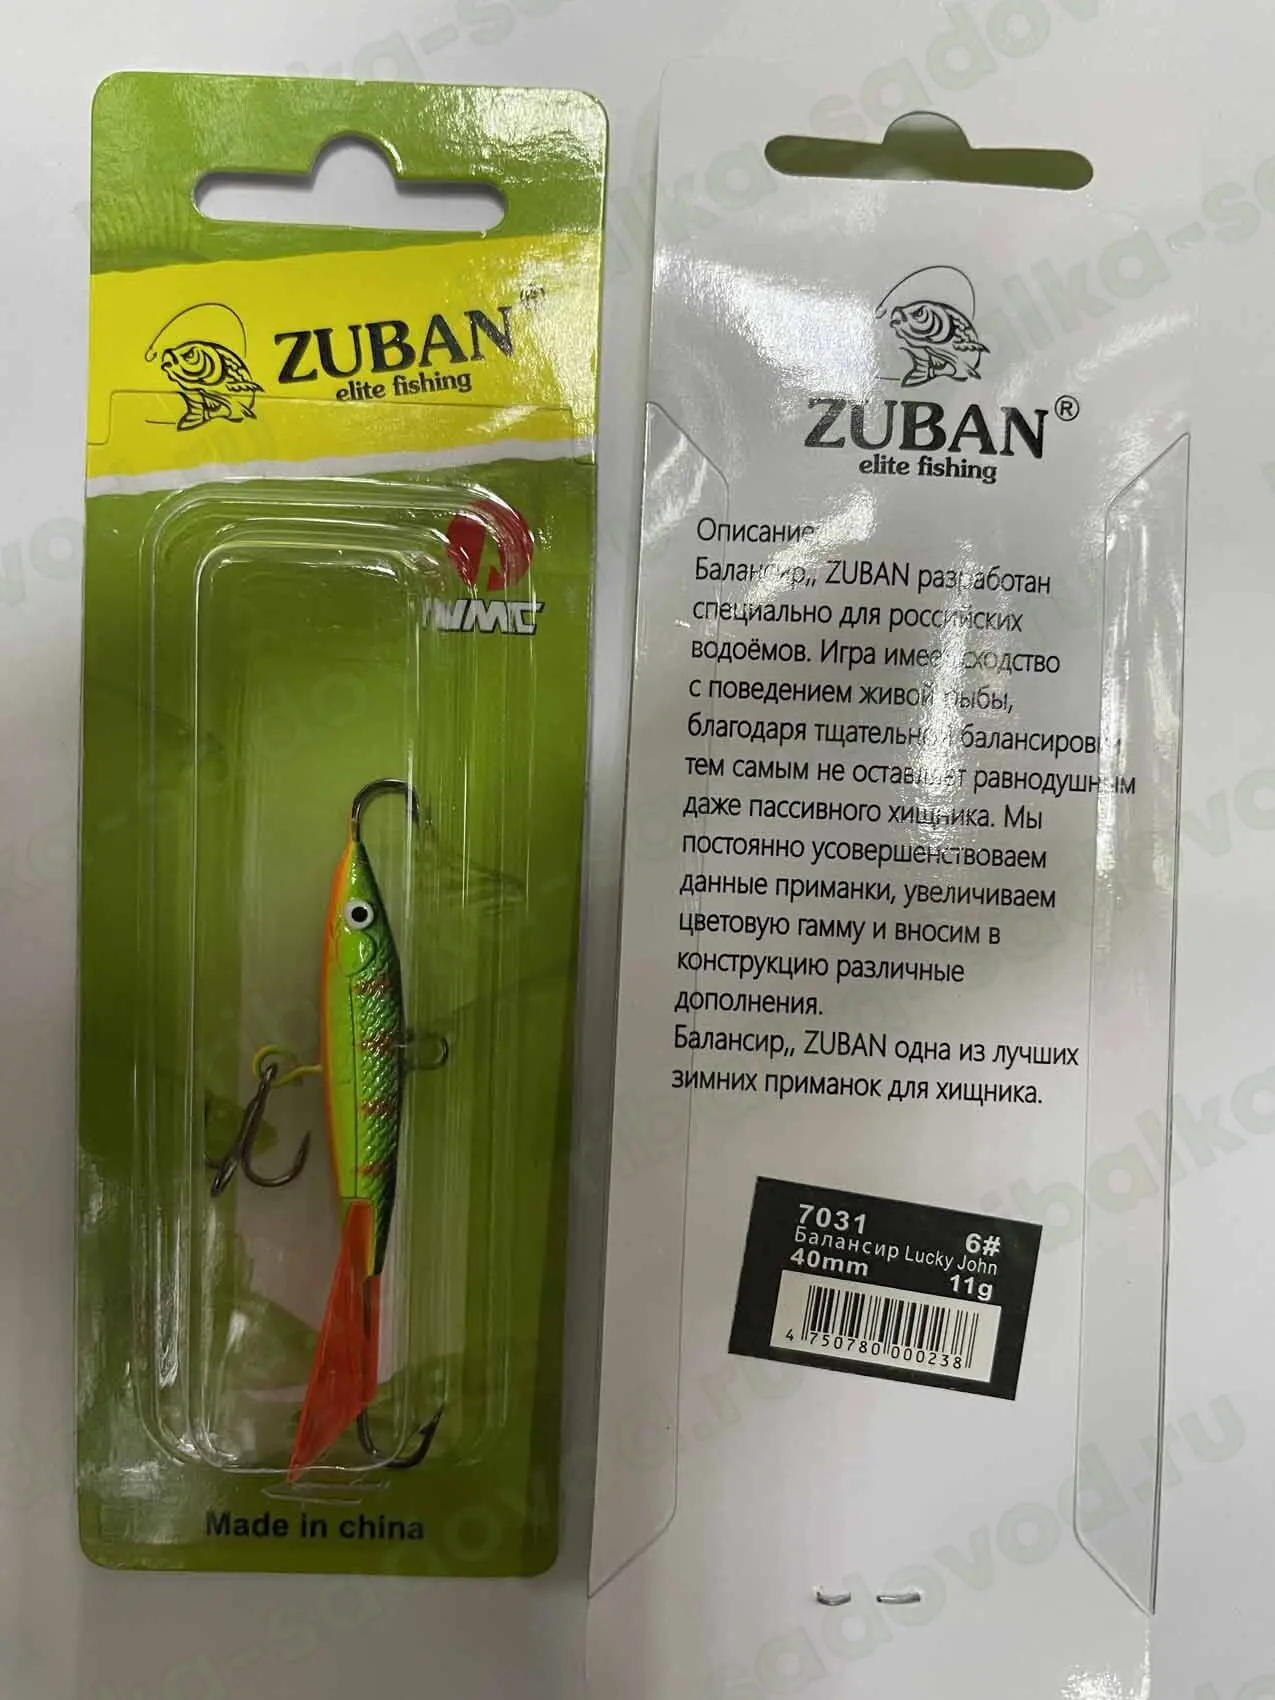 ZUBAN®
elite fishing
Made in china
ZUBAN®
elite fishing
Описание
Балансир,, ZUBAN разработан
специально для российских
водоёмов. Игра имеет сходство
с поведением живой рыбы,
благодаря тщательной балансировки
тем самым не оставляет равнодушным
даже пассивного хищника. Мы
постоянно усовершенствоваем
данные приманки, увеличиваем
цветовую гамму и вносим в
конструкцию различные
дополнения.
Балансир,, ZUBAN одна из лучших
зимних приманок для хищника.
7031 6#
Балансир Lucky John
40mm 11g
4 750780 000238
ribalka-sadovod.ru